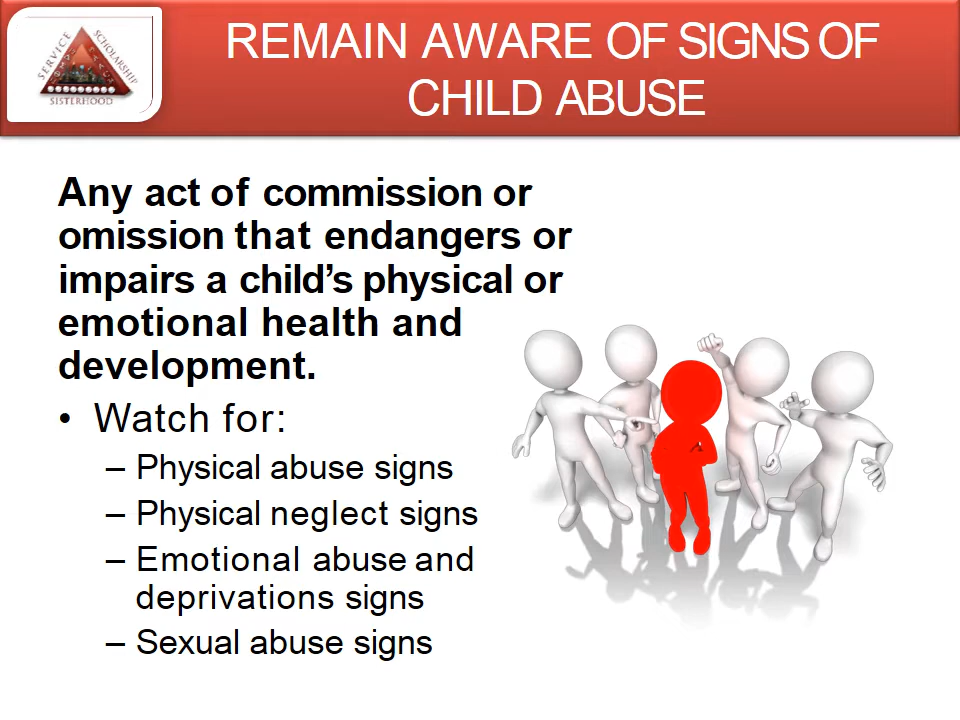 SERVICE
SCHOLARSHIP
SISTERHOOD
REMAIN AWARE OF SIGNS OF
CHILD ABUSE
Any act of commission or
omission that endangers or
impairs a child’s physical or
emotional health and
development.
• Watch for:
– Physical abuse signs
– Physical neglect signs
– Emotional abuse and
deprivations signs
– Sexual abuse signs